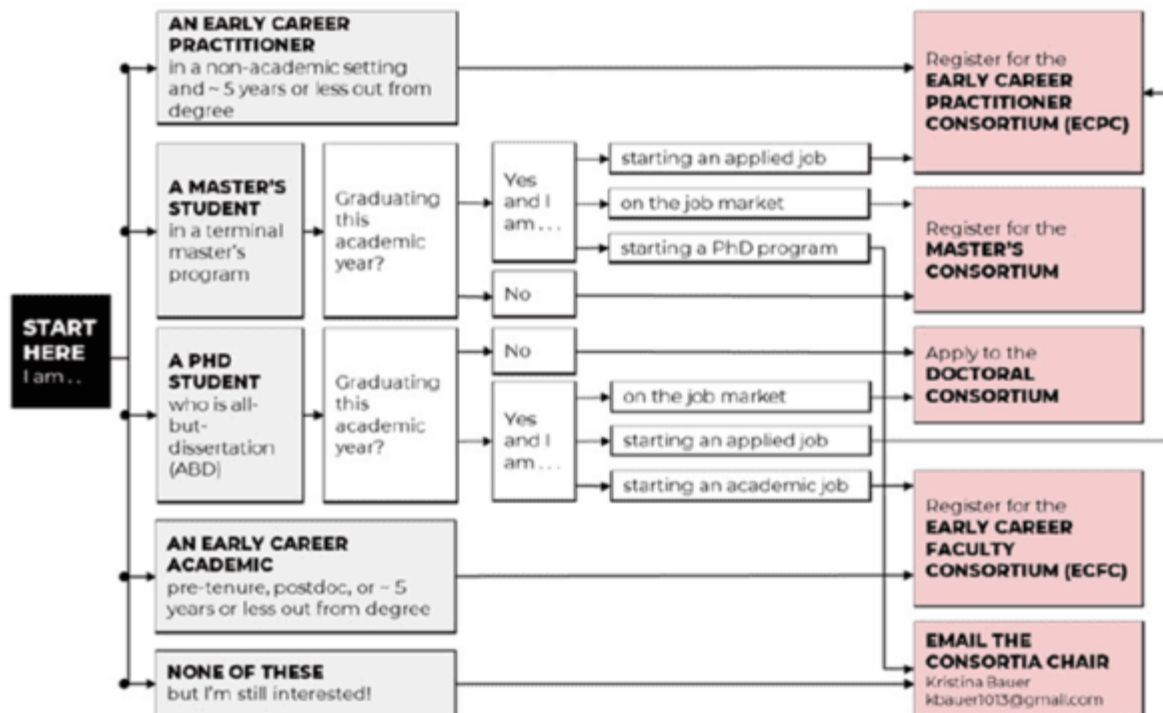 START
HERE
I am . .
AN EARLY CAREER
PRACTITIONER
in a non-academic setting
and ~ 5 years or less out from
degree
A MASTER'S
STUDENT
in a terminal
master's
program
Graduating
this
academic
year?
Yes
and I
am . . .
starting an applied job
on the job market
starting a PhD program
No
A PHD
STUDENT
who is all-
but-
dissertation
(ABD)
Graduating
this
academic
year?
No
Yes
and I
am . . .
on the job market
starting an applied job
starting an academic job
AN EARLY CAREER
ACADEMIC
pre-tenure, postdoc, or ~ 5
years or less out from degree
NONE OF THESE
but I'm still interested!
Register for the
EARLY CAREER
PRACTITIONER
CONSORTIUM (ECPC)
Register for the
MASTER'S
CONSORTIUM
Apply to the
DOCTORAL
CONSORTIUM
Register for the
EARLY CAREER
FACULTY
CONSORTIUM (ECFC)
EMAIL THE
CONSORTIA CHAIR
Kristina Bauer
kbauer1013@gmail.com